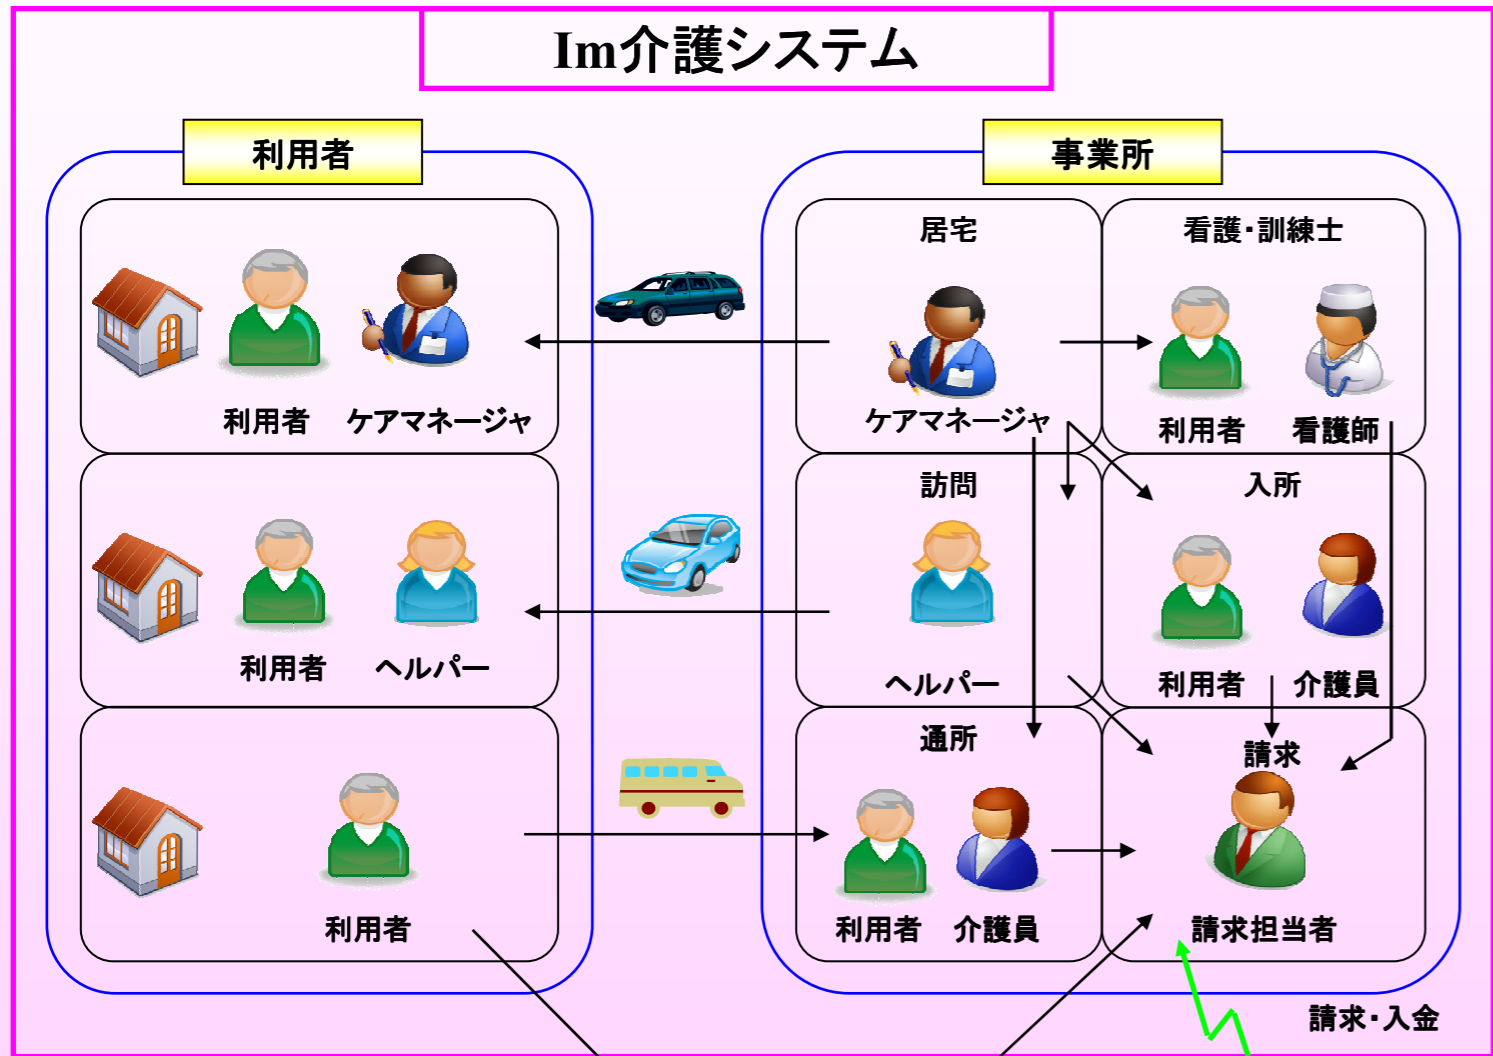 Im介護システム
利用者
事業所
利用者 ケアマネージャ
居宅
ケアマネージャ
看護・訓練士
利用者 看護師
利用者 ヘルパー
訪問
ヘルパー
入所
利用者 介護員
利用者
通所
利用者 介護員
請求
請求担当者
請求・入金